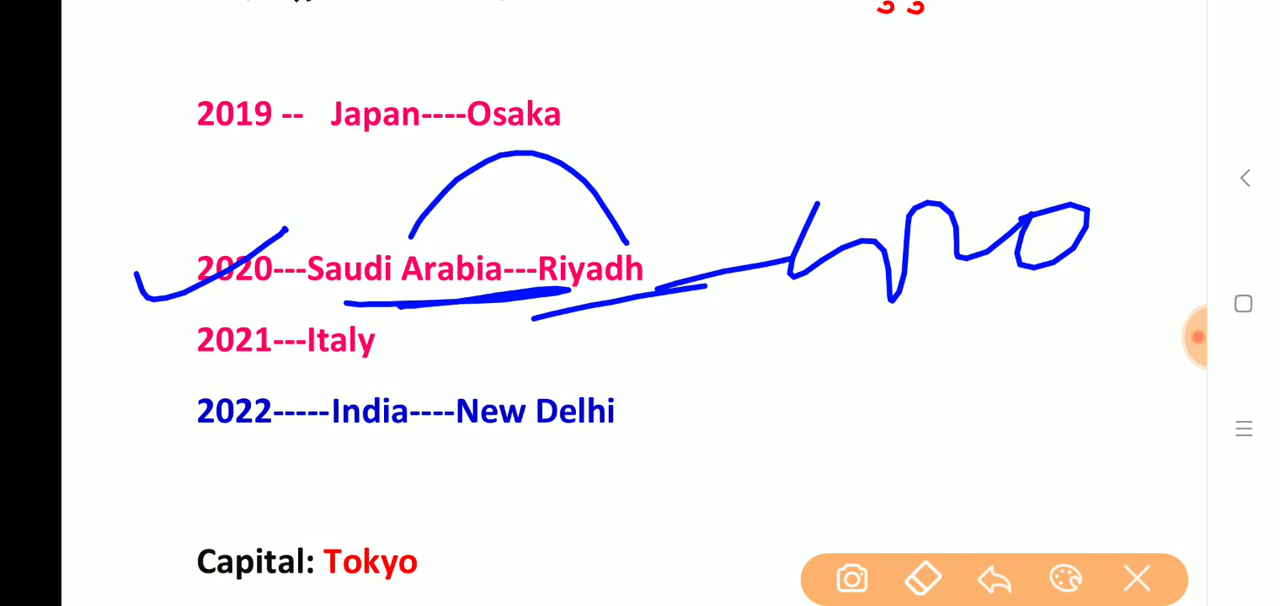 2019 -- Japan----Osaka
2020---Saudi Arabia---Riyadh
2021---Italy
2022-----India----New Delhi
Capital: Tokyo